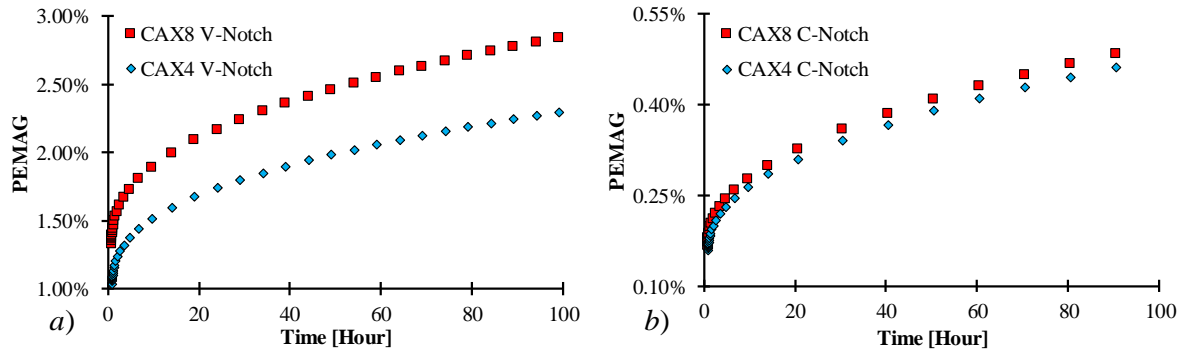 3.00%
CAX8 V-Notch
CAX4 V-Notch
2.50%
PEMAG
2.00%
1.50%
1.00%
0 20 40 60 80 100
a)
Time [Hour]
0.55%
CAX8 C-Notch
CAX4 C-Notch
0.40%
PEMAG
0.25%
0.10%
0 20 40 60 80 100
b)
Time [Hour]